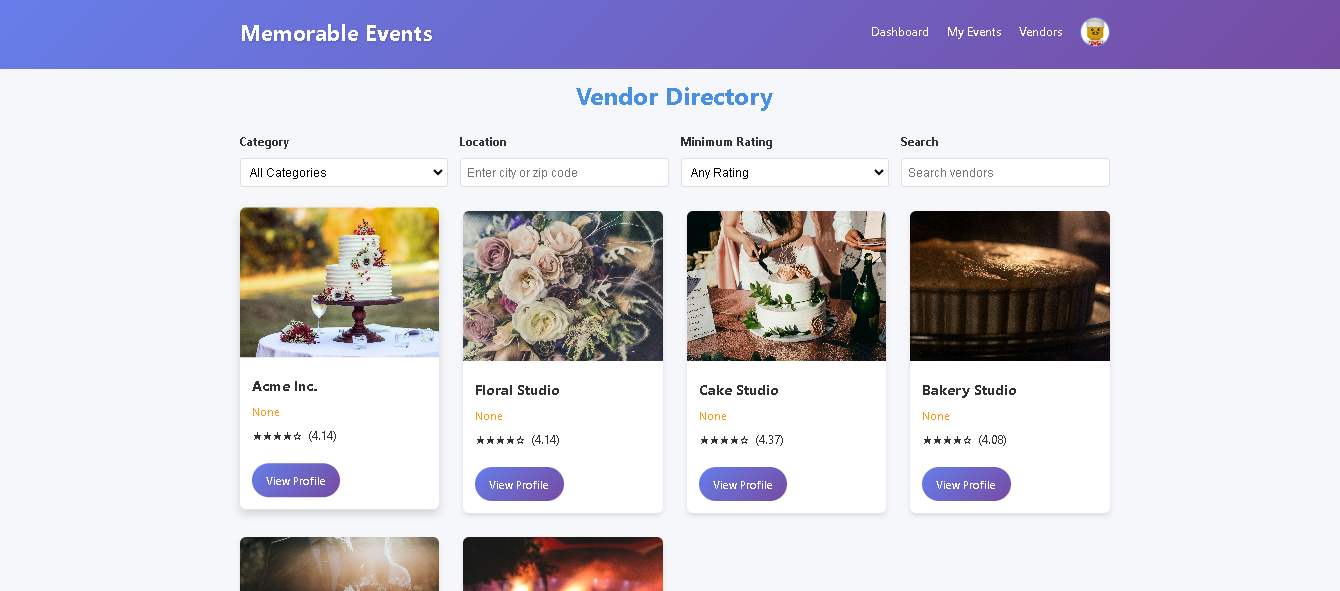 Memorable Events
Dashboard My Events Vendors
Vendor Directory
Category Location Minimum Rating Search
All Categories Enter city or zip code Any Rating Search vendors
Acme Inc. Floral Studio Cake Studio Bakery Studio
None None None None
★★★★☆ (4.14) ★★★★☆ (4.14) ★★★★☆ (4.37) ★★★★☆ (4.08)
View Profile View Profile View Profile View Profile